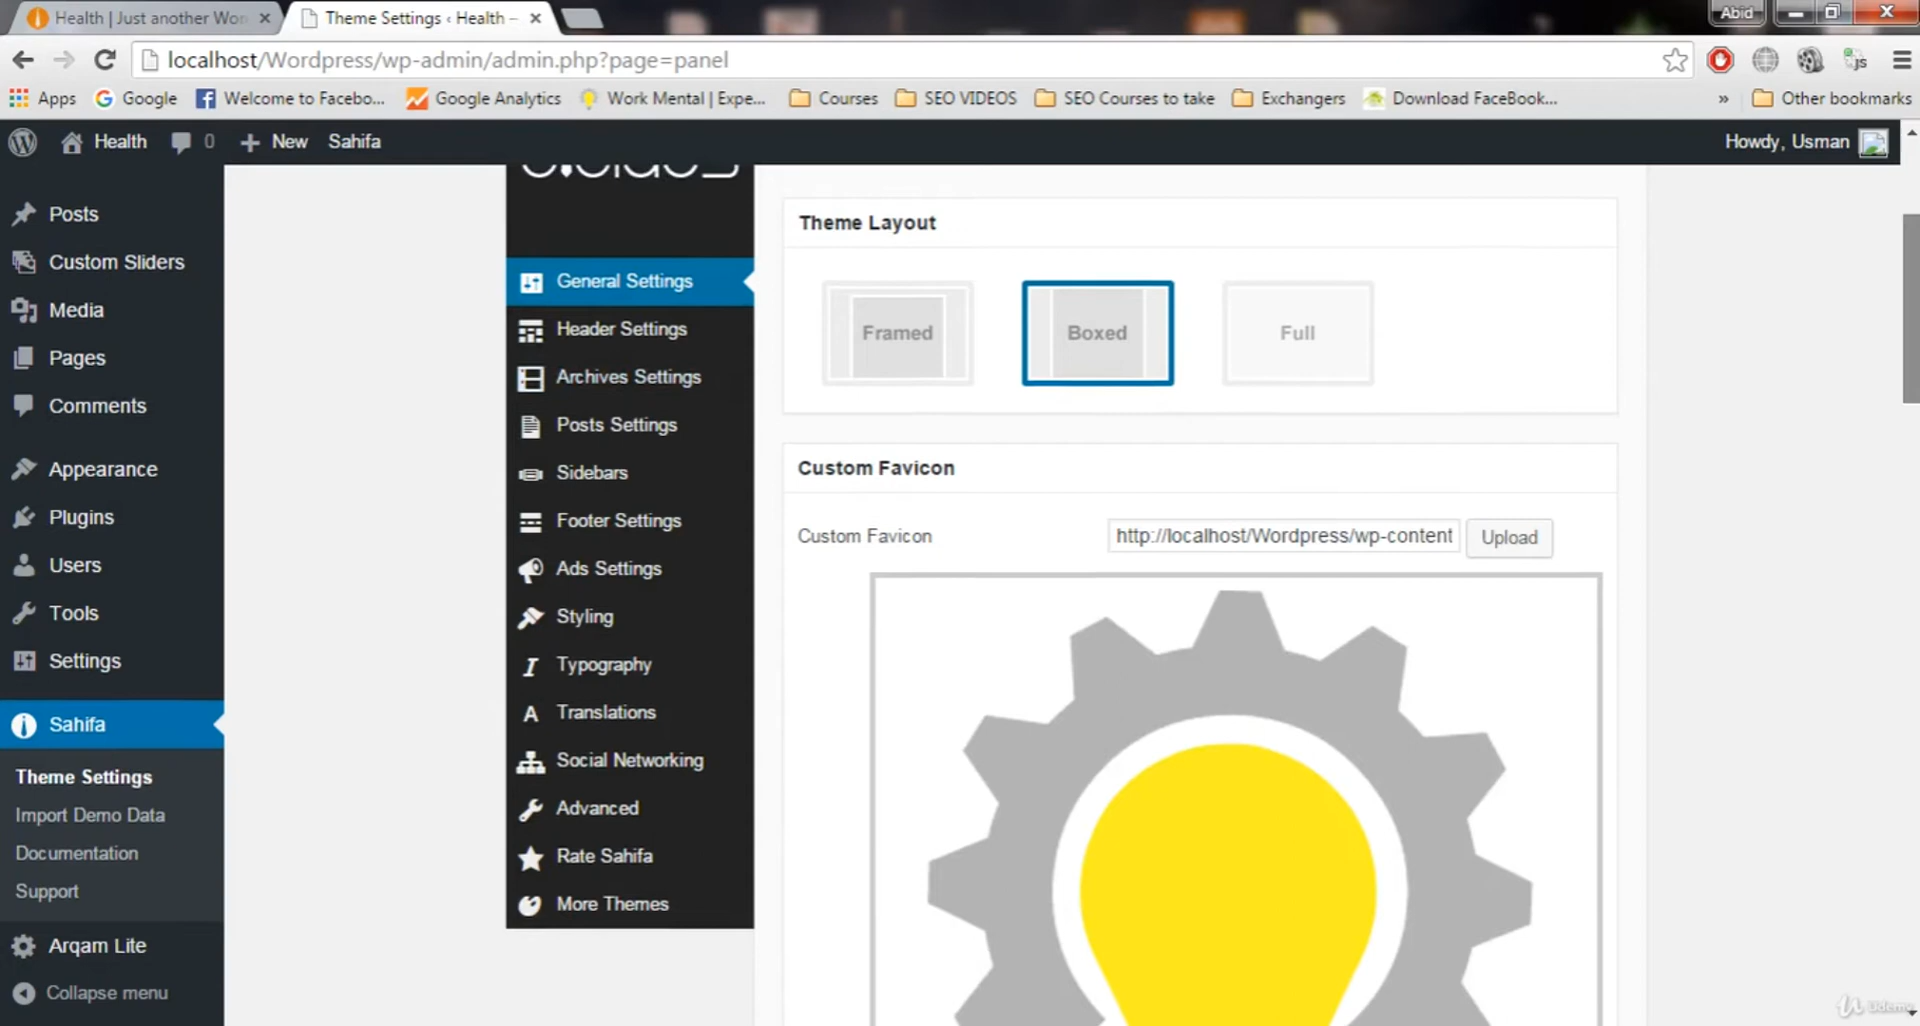 Health | Just another Wor
Theme Settings ‹ Health –
Abid
localhost/Wordpress/wp-admin/admin.php?page=panel
js
Apps
Google
Welcome to Facebo...
Google Analytics
Work Mental | Expe...
Courses
SEO VIDEOS
SEO Courses to take
Exchangers
Download FaceBook...
»
Other bookmarks
Health
0
New
Sahifa
Howdy, Usman
Posts
Custom Sliders
Media
Pages
Comments
Appearance
Plugins
Users
Tools
Settings
Sahifa
Theme Settings
Import Demo Data
Documentation
Support
Arqam Lite
Collapse menu
General Settings
Header Settings
Archives Settings
Posts Settings
Sidebars
Footer Settings
Ads Settings
Styling
Typography
Translations
Social Networking
Advanced
Rate Sahifa
More Themes
Theme Layout
Framed
Boxed
Full
Custom Favicon
Custom Favicon
http://localhost/Wordpress/wp-content
Upload
Udemy